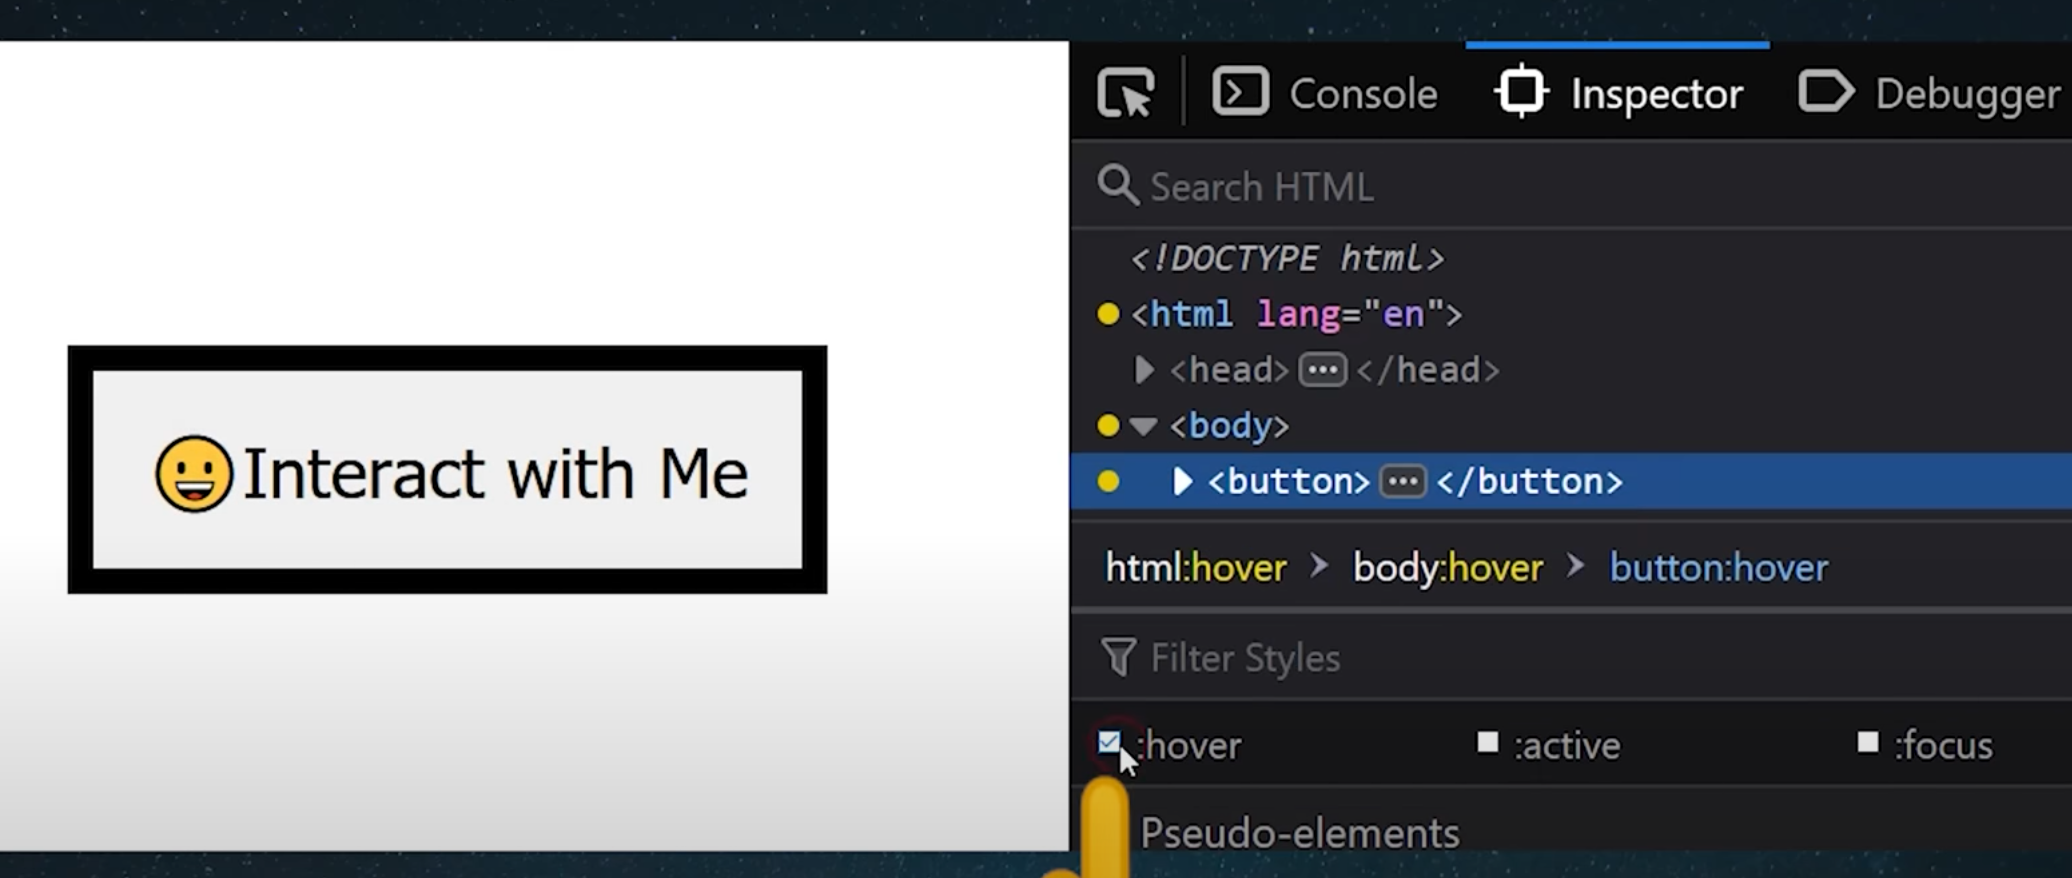 Console Inspector Debugger
Search HTML
<!DOCTYPE html>
<html lang="en">
<head>…</head>
<body>
<button>…</button>
html:hover > body:hover > button:hover
Filter Styles
:hover :active :focus
Pseudo-elements
😀Interact with Me